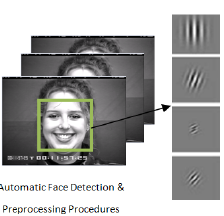 Automatic Face Detection &
Preprocessing Procedures